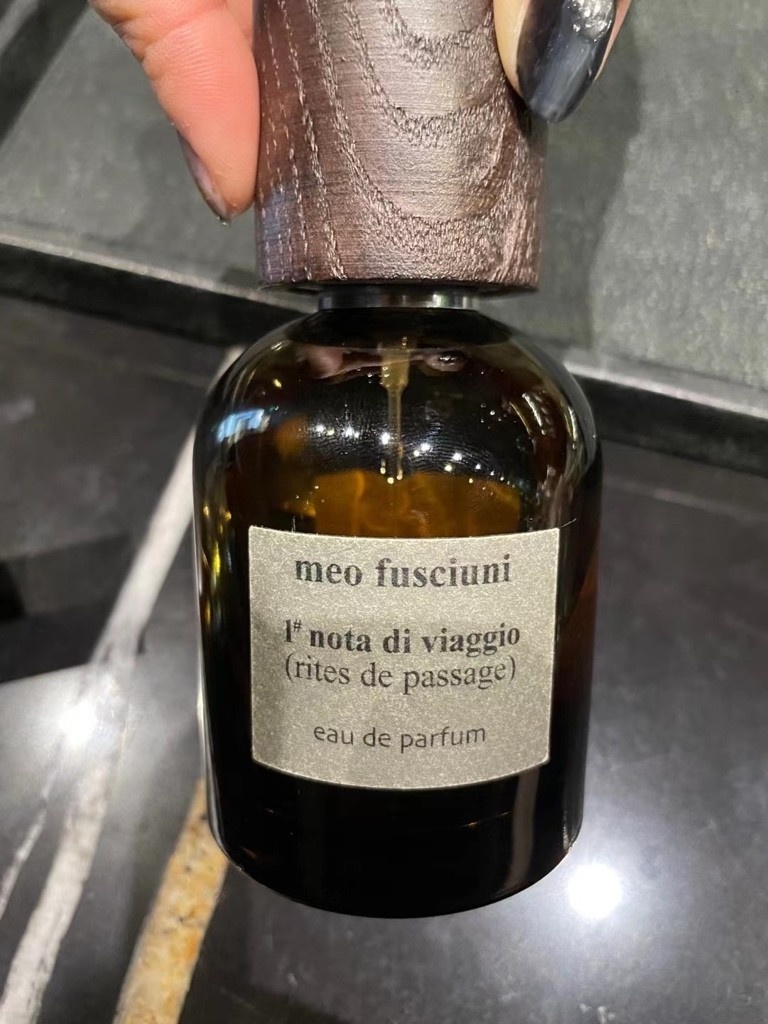 meo fusciuni
1# nota di viaggio
(rites de passage)
eau de parfum